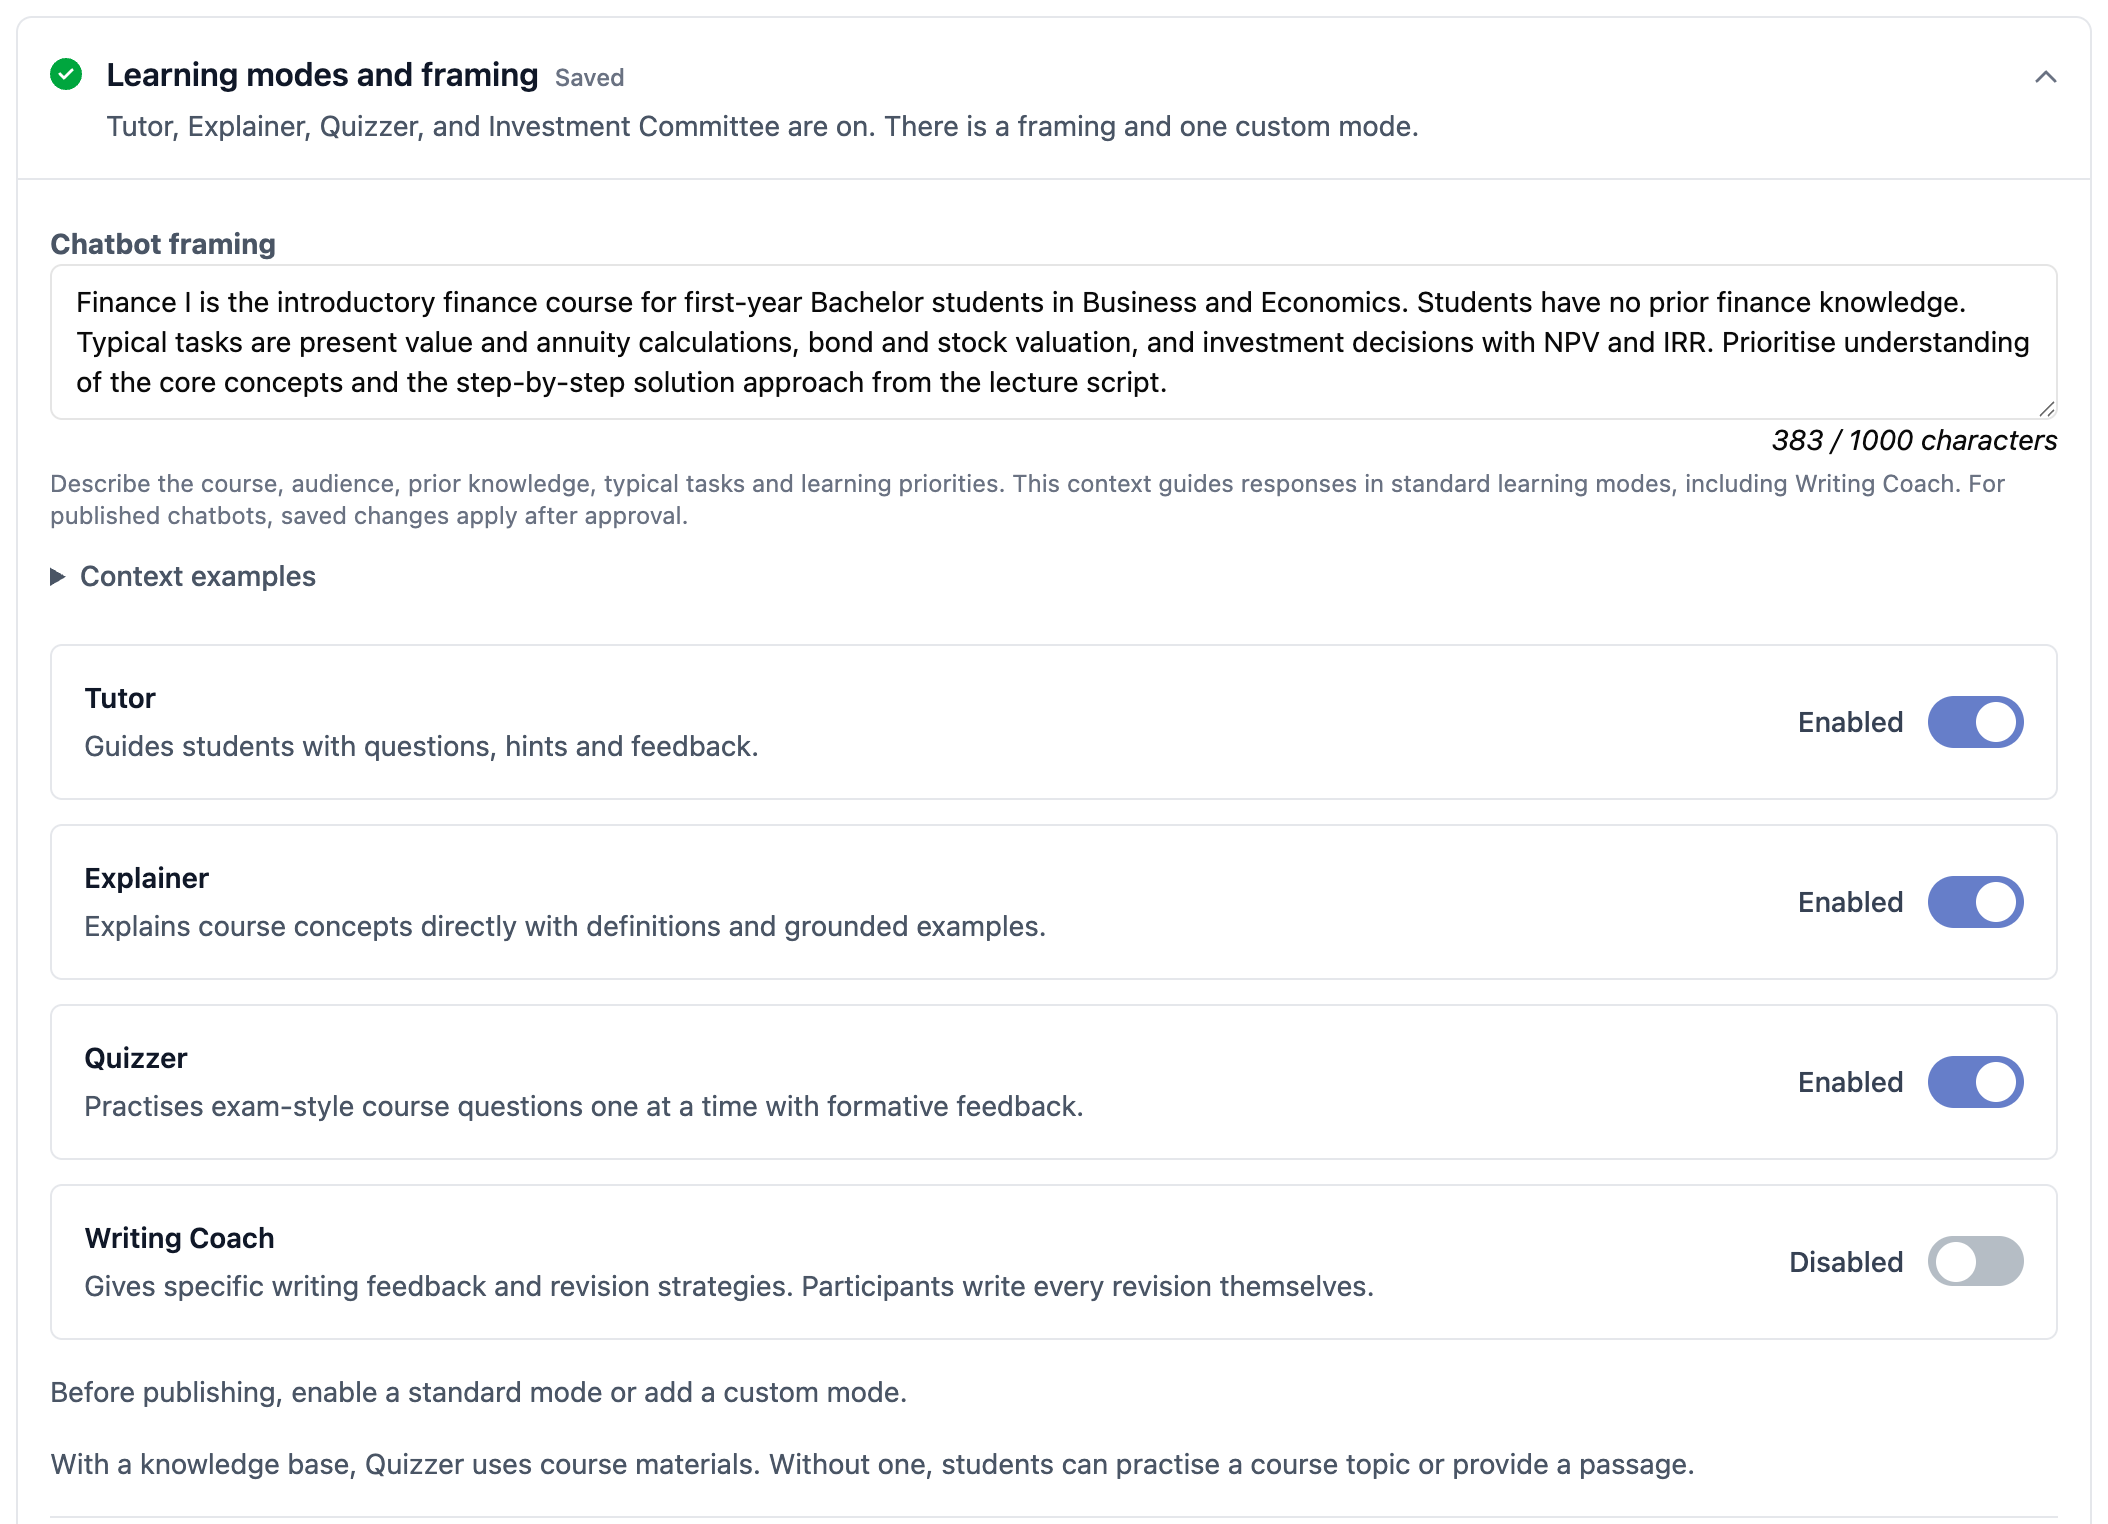 Learning modes and framing Saved
Tutor, Explainer, Quizzer, and Investment Committee are on. There is a framing and one custom mode.
Chatbot framing
Finance I is the introductory finance course for first-year Bachelor students in Business and Economics. Students have no prior finance knowledge.
Typical tasks are present value and annuity calculations, bond and stock valuation, and investment decisions with NPV and IRR. Prioritise understanding
of the core concepts and the step-by-step solution approach from the lecture script.
383 / 1000 characters
Describe the course, audience, prior knowledge, typical tasks and learning priorities. This context guides responses in standard learning modes, including Writing Coach. For
published chatbots, saved changes apply after approval.
Context examples
Tutor
Guides students with questions, hints and feedback.
Enabled
Explainer
Explains course concepts directly with definitions and grounded examples.
Enabled
Quizzer
Practises exam-style course questions one at a time with formative feedback.
Enabled
Writing Coach
Gives specific writing feedback and revision strategies. Participants write every revision themselves.
Disabled
Before publishing, enable a standard mode or add a custom mode.
With a knowledge base, Quizzer uses course materials. Without one, students can practise a course topic or provide a passage.